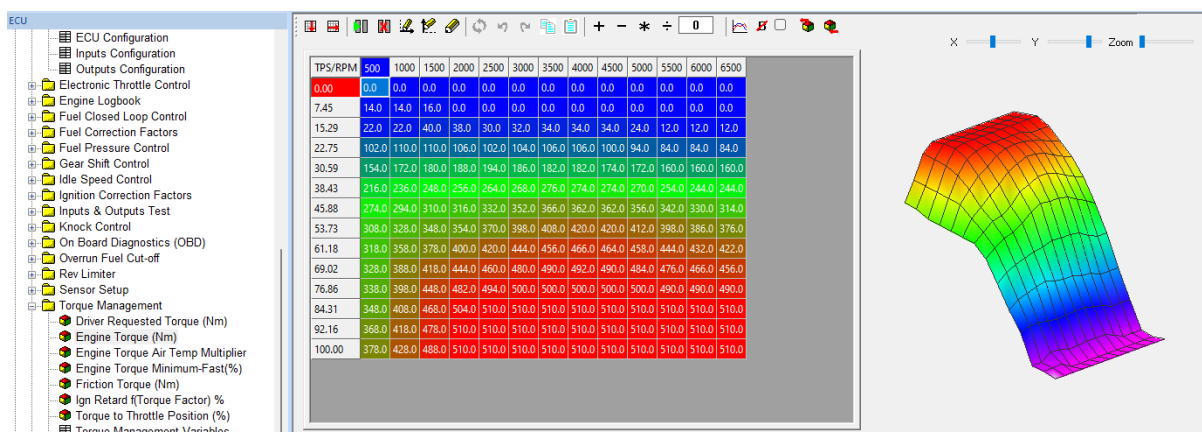 ECU
ECU Configuration
Inputs Configuration
Outputs Configuration
Electronic Throttle Control
Engine Logbook
Fuel Closed Loop Control
Fuel Correction Factors
Fuel Pressure Control
Gear Shift Control
Idle Speed Control
Ignition Correction Factors
Inputs & Outputs Test
Knock Control
On Board Diagnostics (OBD)
Overrun Fuel Cut-off
Rev Limiter
Sensor Setup
Torque Management
Driver Requested Torque (Nm)
Engine Torque (Nm)
Engine Torque Air Temp Multiplier
Engine Torque Minimum-Fast(%)
Friction Torque (Nm)
Ign Retard f(Torque Factor) %
Torque to Throttle Position (%)
Torque Management Variables
+ − * ÷ 0
X Y Zoom
TPS/RPM 500 1000 1500 2000 2500 3000 3500 4000 4500 5000 5500 6000 6500
0.00 0.0 0.0 0.0 0.0 0.0 0.0 0.0 0.0 0.0 0.0 0.0 0.0 0.0
7.45 14.0 14.0 16.0 0.0 0.0 0.0 0.0 0.0 0.0 0.0 0.0 0.0 0.0
15.29 22.0 22.0 40.0 38.0 30.0 32.0 34.0 34.0 34.0 24.0 12.0 12.0 12.0
22.75 102.0 110.0 110.0 106.0 102.0 104.0 106.0 106.0 100.0 94.0 84.0 84.0 84.0
30.59 154.0 172.0 180.0 188.0 194.0 186.0 182.0 182.0 174.0 172.0 160.0 160.0 160.0
38.43 216.0 236.0 248.0 256.0 264.0 268.0 276.0 274.0 274.0 270.0 254.0 244.0 244.0
45.88 274.0 294.0 310.0 316.0 332.0 352.0 366.0 362.0 362.0 356.0 342.0 330.0 314.0
53.73 308.0 328.0 348.0 354.0 370.0 398.0 408.0 420.0 420.0 412.0 398.0 386.0 376.0
61.18 318.0 358.0 378.0 400.0 420.0 444.0 456.0 466.0 464.0 458.0 444.0 432.0 422.0
69.02 328.0 388.0 418.0 444.0 460.0 480.0 490.0 492.0 490.0 484.0 476.0 466.0 456.0
76.86 338.0 398.0 448.0 482.0 494.0 500.0 500.0 500.0 500.0 500.0 490.0 490.0 490.0
84.31 348.0 408.0 468.0 504.0 510.0 510.0 510.0 510.0 510.0 510.0 510.0 510.0 510.0
92.16 368.0 418.0 478.0 510.0 510.0 510.0 510.0 510.0 510.0 510.0 510.0 510.0 510.0
100.00 378.0 428.0 488.0 510.0 510.0 510.0 510.0 510.0 510.0 510.0 510.0 510.0 510.0